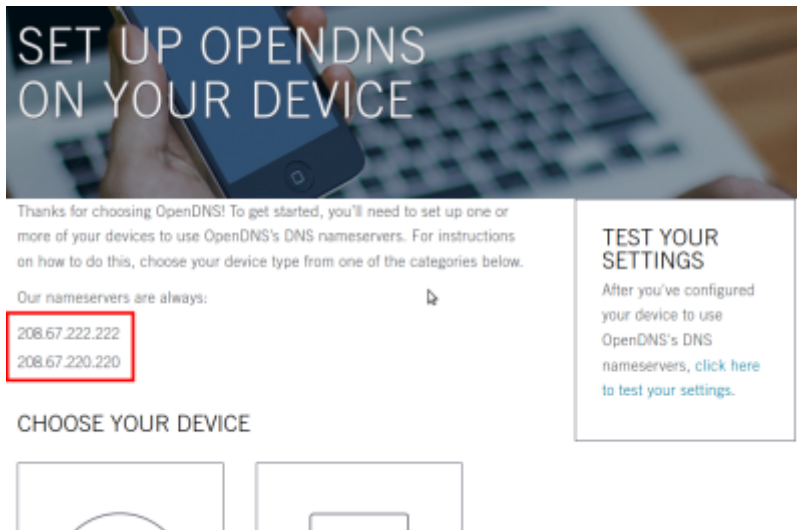 SET UP OPENDNS
ON YOUR DEVICE
Thanks for choosing OpenDNS! To get started, you'll need to set up one or
more of your devices to use OpenDNS's DNS nameservers. For instructions
on how to do this, choose your device type from one of the categories below.
Our nameservers are always:
208.67.222.222
208.67.220.220
CHOOSE YOUR DEVICE
TEST YOUR
SETTINGS
After you've configured
your device to use
OpenDNS's DNS
nameservers, click here
to test your settings.